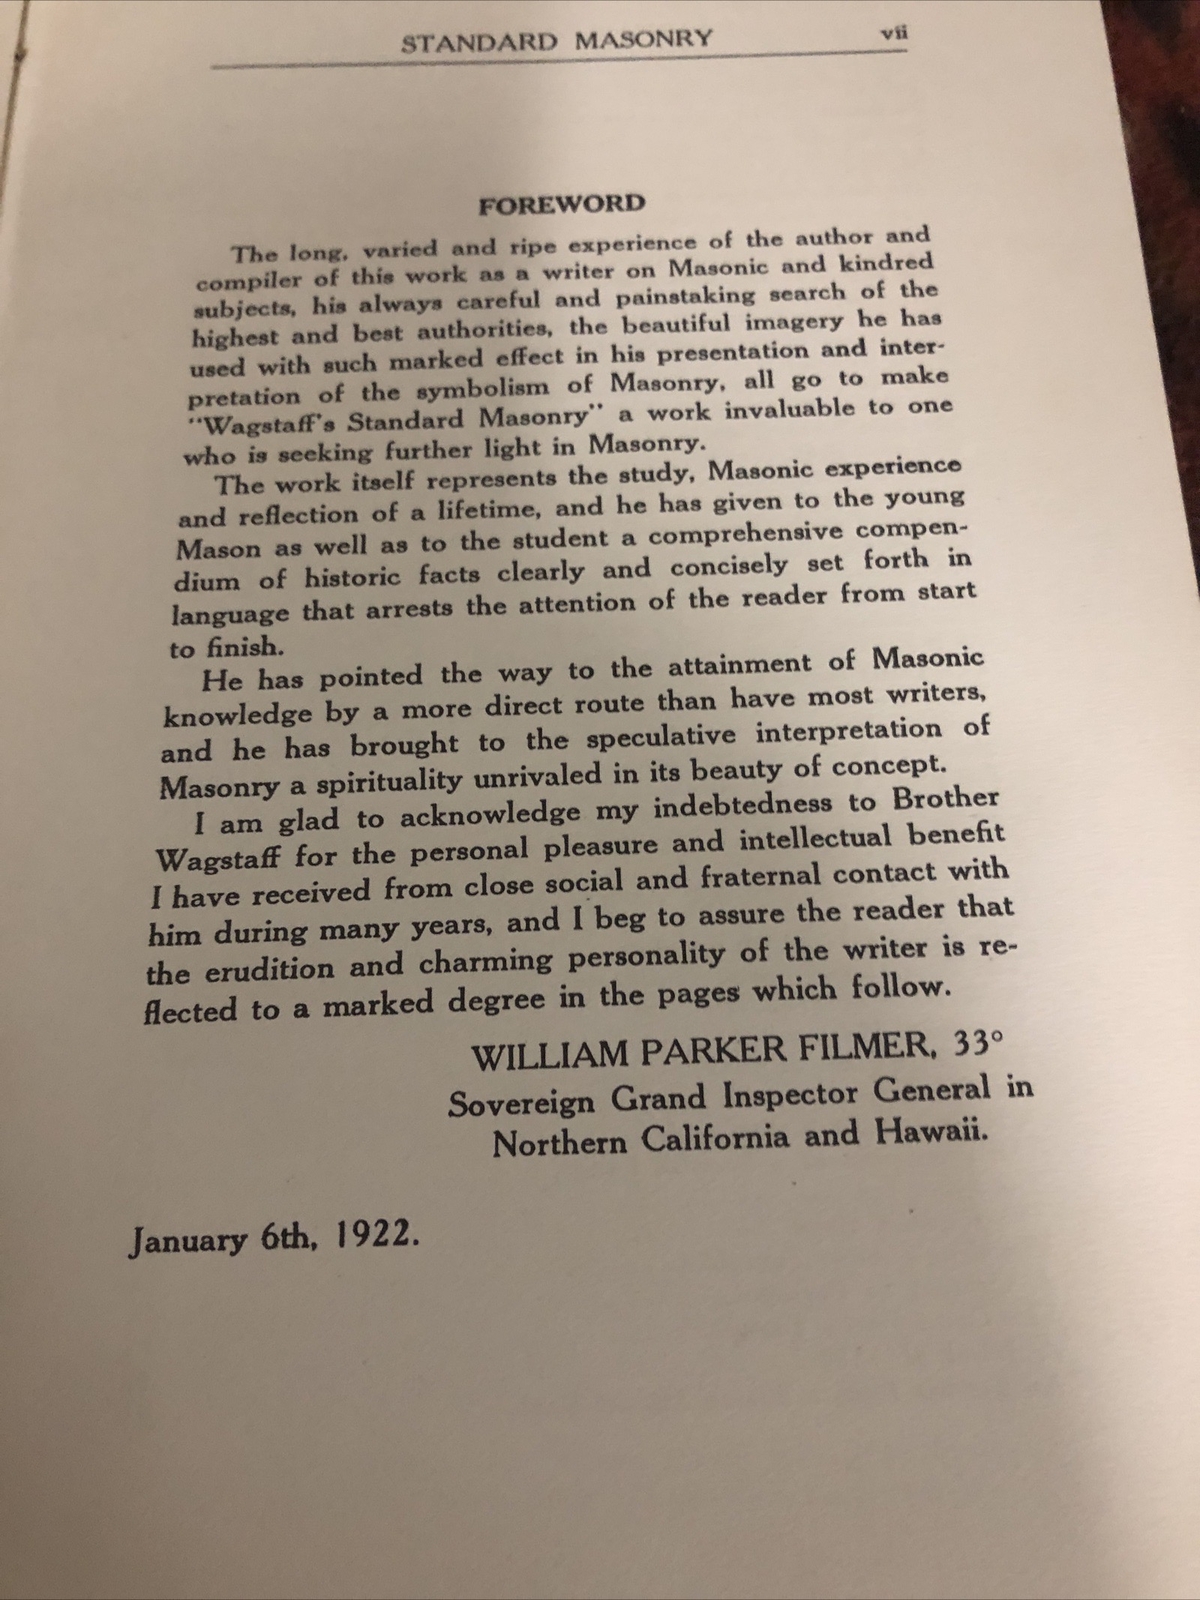 STANDARD MASONRY vii
FOREWORD
The long, varied and ripe experience of the author and
compiler of this work as a writer on Masonic and kindred
subjects, his always careful and painstaking search of the
highest and best authorities, the beautiful imagery he has
used with such marked effect in his presentation and inter-
pretation of the symbolism of Masonry, all go to make
"Wagstaff's Standard Masonry" a work invaluable to one
who is seeking further light in Masonry.
The work itself represents the study, Masonic experience
and reflection of a lifetime, and he has given to the young
Mason as well as to the student a comprehensive compen-
dium of historic facts clearly and concisely set forth in
language that arrests the attention of the reader from start
to finish.
He has pointed the way to the attainment of Masonic
knowledge by a more direct route than have most writers,
and he has brought to the speculative interpretation of
Masonry a spirituality unrivaled in its beauty of concept.
I am glad to acknowledge my indebtedness to Brother
Wagstaff for the personal pleasure and intellectual benefit
I have received from close social and fraternal contact with
him during many years, and I beg to assure the reader that
the erudition and charming personality of the writer is re-
flected to a marked degree in the pages which follow.
WILLIAM PARKER FILMER, 33°
Sovereign Grand Inspector General in
Northern California and Hawaii.
January 6th, 1922.